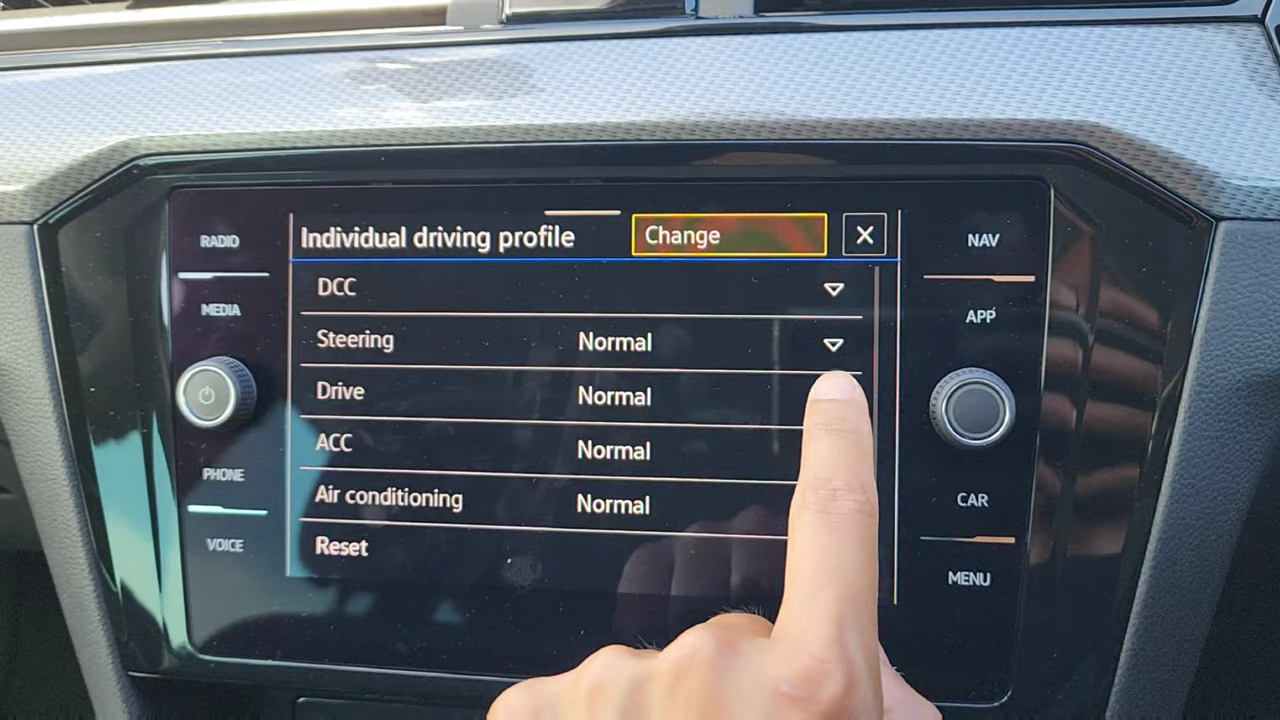 RADIO
MEDIA
PHONE
VOICE
Individual driving profile
Change
X
DCC
Steering Normal
Drive Normal
ACC Normal
Air conditioning Normal
Reset
NAV
APP
CAR
MENU